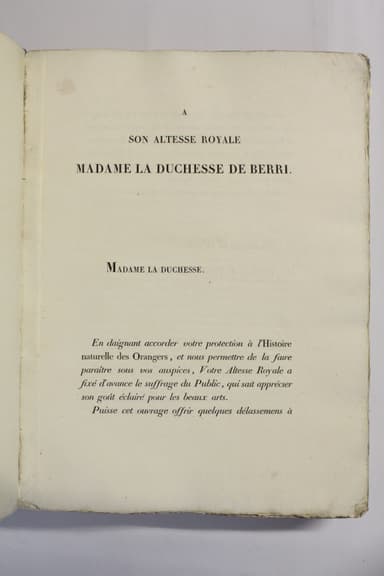 A
SON ALTESSE ROYALE
MADAME LA DUCHESSE DE BERRI.
MADAME LA DUCHESSE.
En daignant accorder votre protection à l'Histoire
naturelle des Orangers, et nous permettre de la faire
paraître sous vos auspices, Votre Altesse Royale a
fixé d'avance le suffrage du Public, qui sait apprécier
son goût éclairé pour les beaux arts.
Puisse cet ouvrage offrir quelques délassemens à